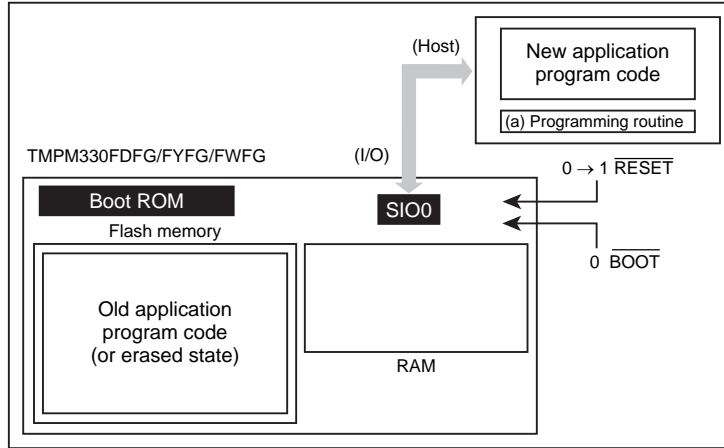 (Host)
New application
program code
(a) Programming routine
TMPM330FDFG/FYFG/FWFG
(I/O)
0 → 1 RESET
Boot ROM
SIO0
Flash memory
0 BOOT
Old application
program code
(or erased state)
RAM